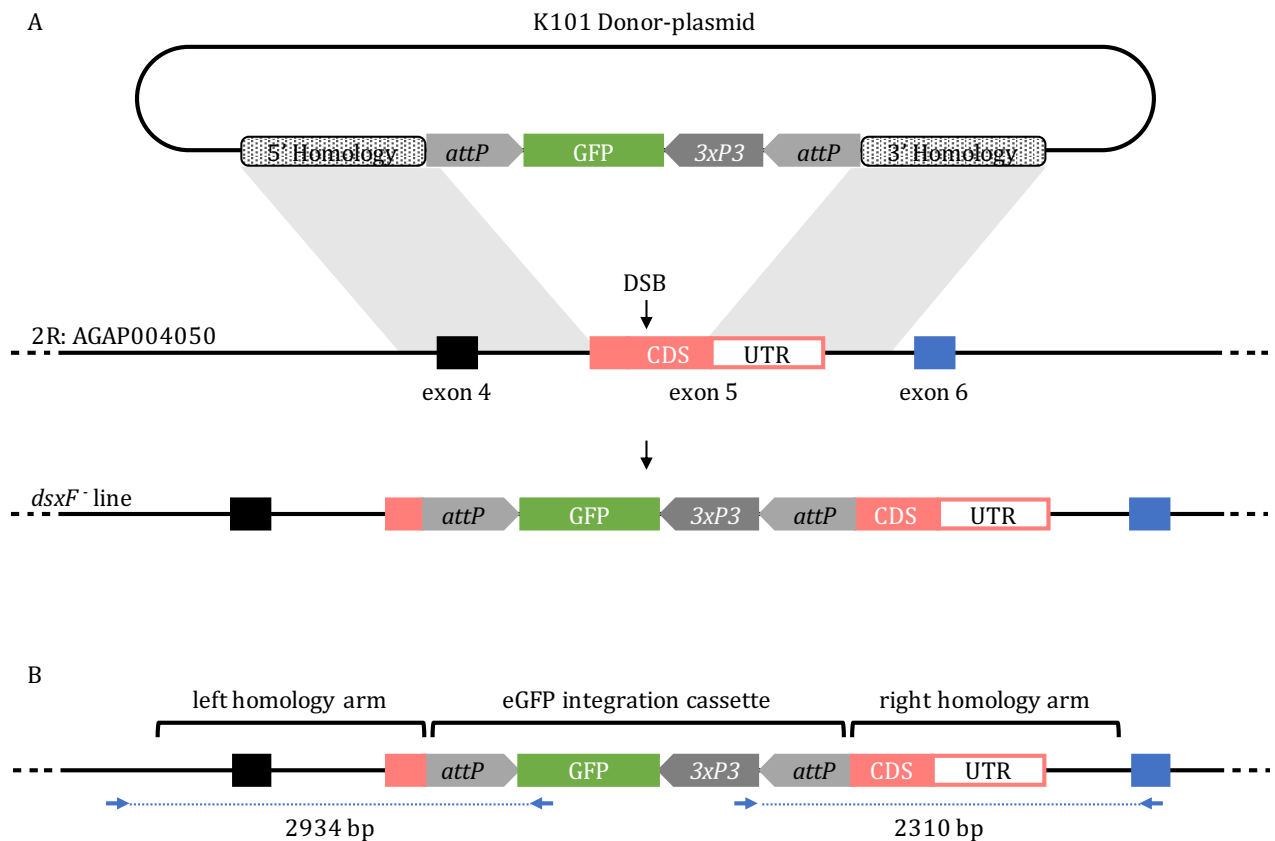 A
K101 Donor-plasmid
5' Homology attP GFP 3xP3 attP 3' Homology
DSB
2R: AGAP004050
CDS UTR
exon 4 exon 5 exon 6
dsxF - line
attP GFP 3xP3 attP CDS UTR
B
left homology arm eGFP integration cassette right homology arm
attP GFP 3xP3 attP CDS UTR
2934 bp 2310 bp